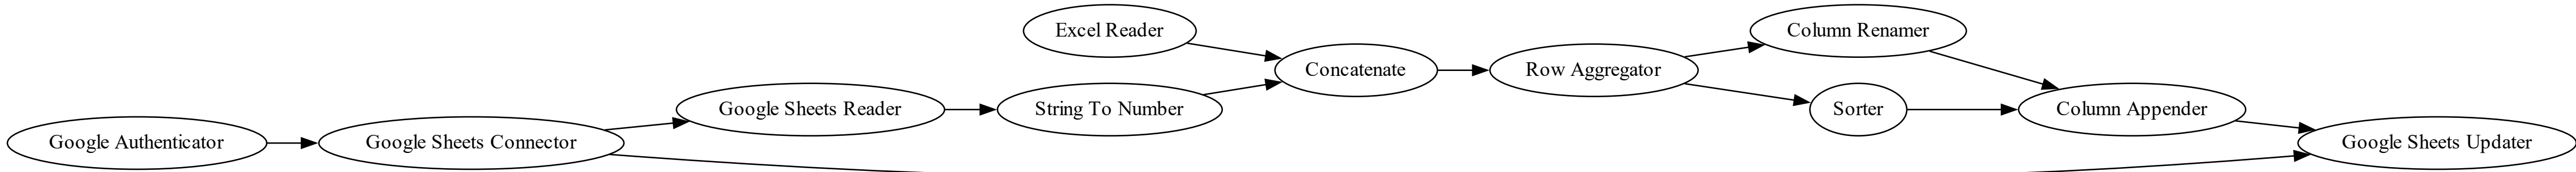 Excel Reader
Column Renamer
Concatenate
Row Aggregator
Google Sheets Reader
String To Number
Sorter
Column Appender
Google Authenticator
Google Sheets Connector
Google Sheets Updater